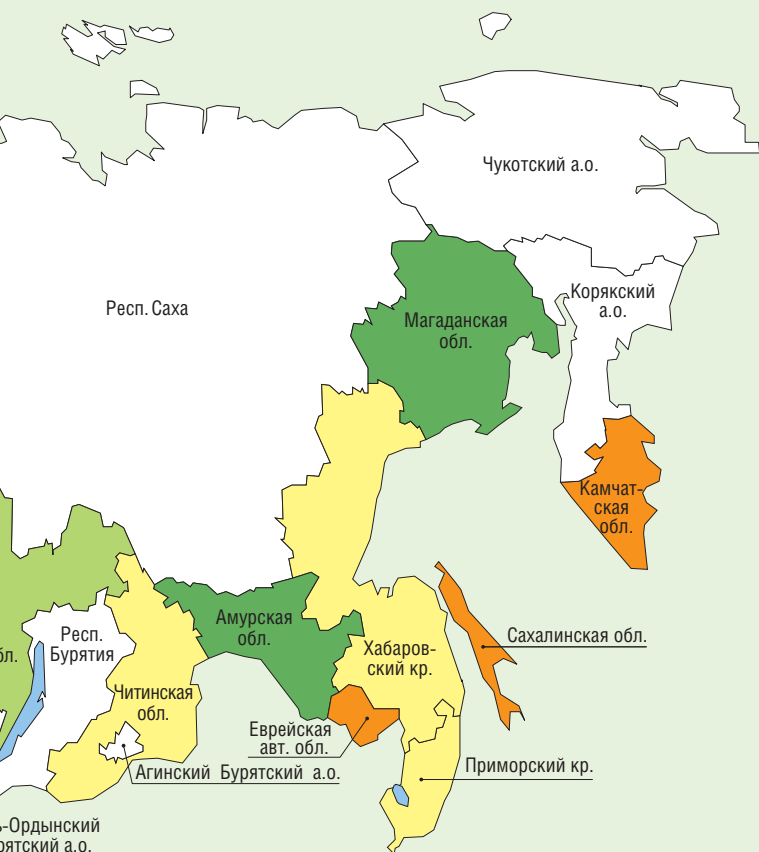 Чукотский а.о.
Корякский
а.о.
Респ. Саха
Магаданская
обл.
Камчат-
ская
обл.
Амурская
обл.
Респ.
Бурятия
Сахалинская обл.
Хабаров-
ский кр.
бл.
Читинская
обл.
Еврейская
авт. обл.
Агинский Бурятский а.о.
Приморский кр.
ь-Ордынский
рятский а.о.